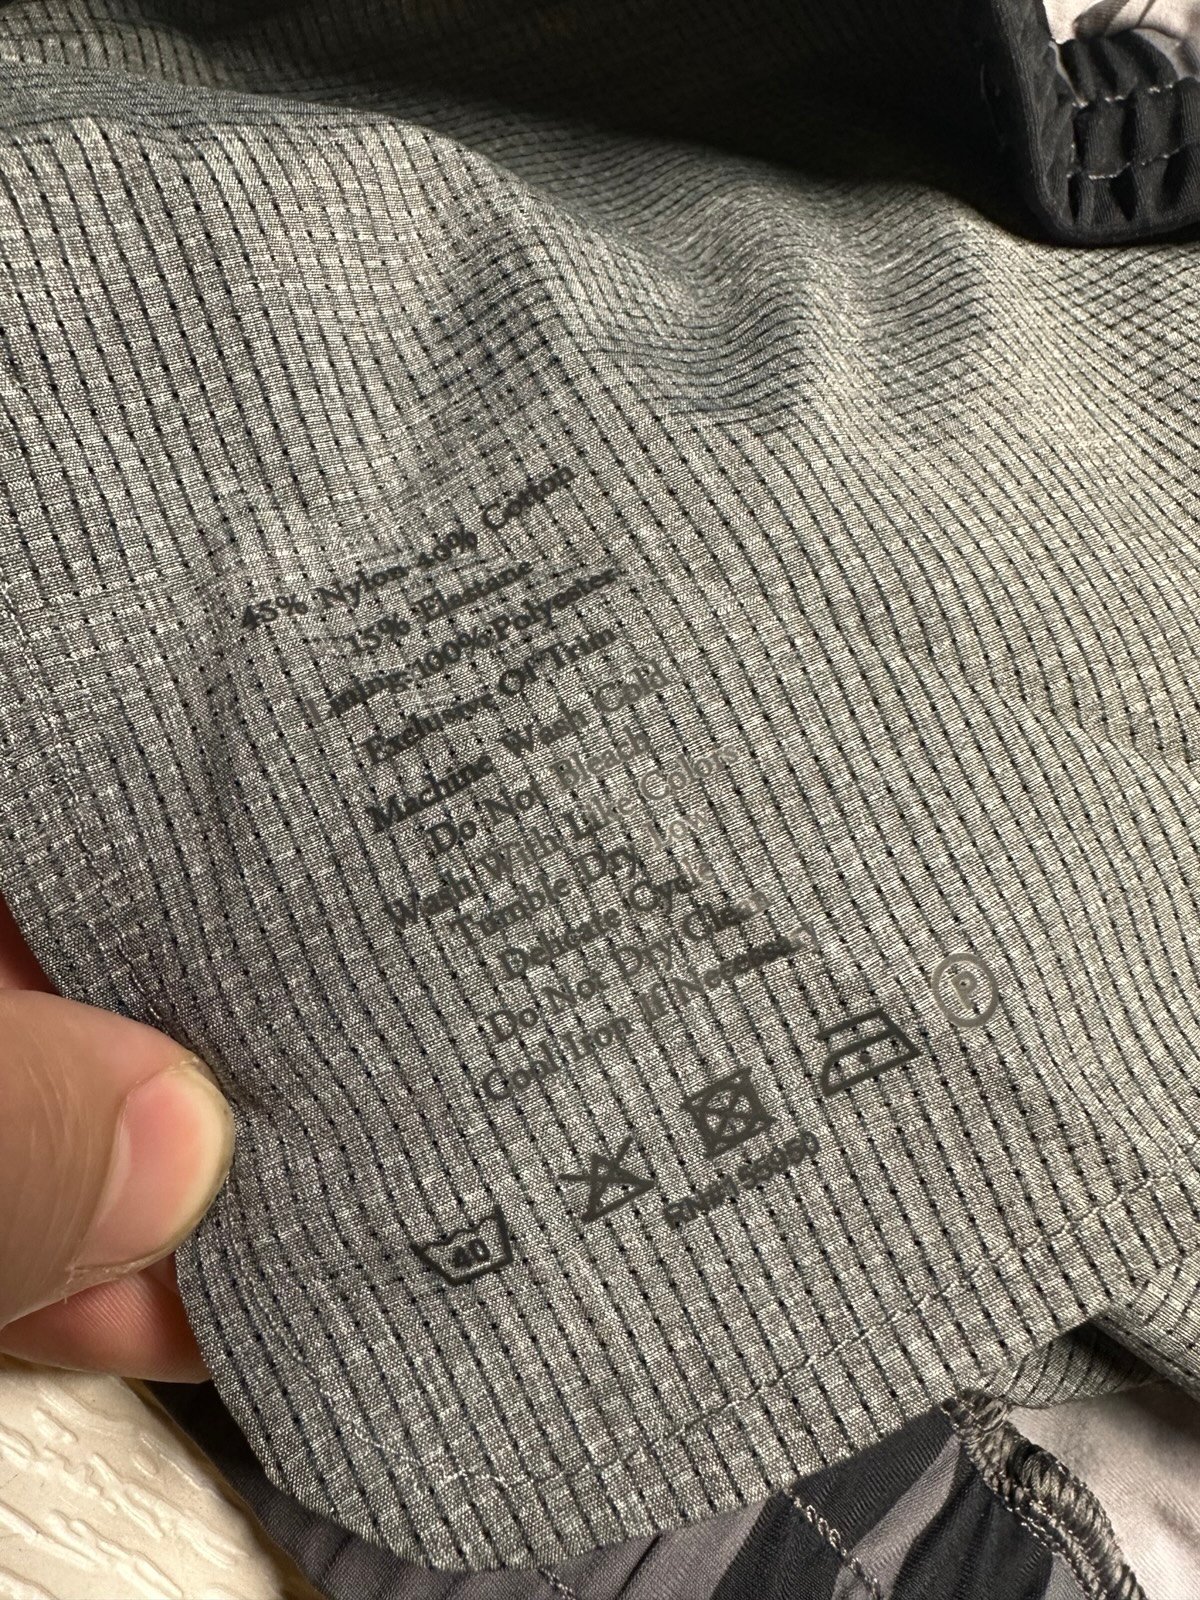 45% Nylon 40% Cotton
15% Elastane
Lining:100%Polyester
Exclusive Of Trim
Machine Wash Cold
Do Not Bleach
Wash With Like Colors
Tumble Dry Low
Delicate Cycle
Do Not Dry Clean
Cool Iron If Necessary
P
40